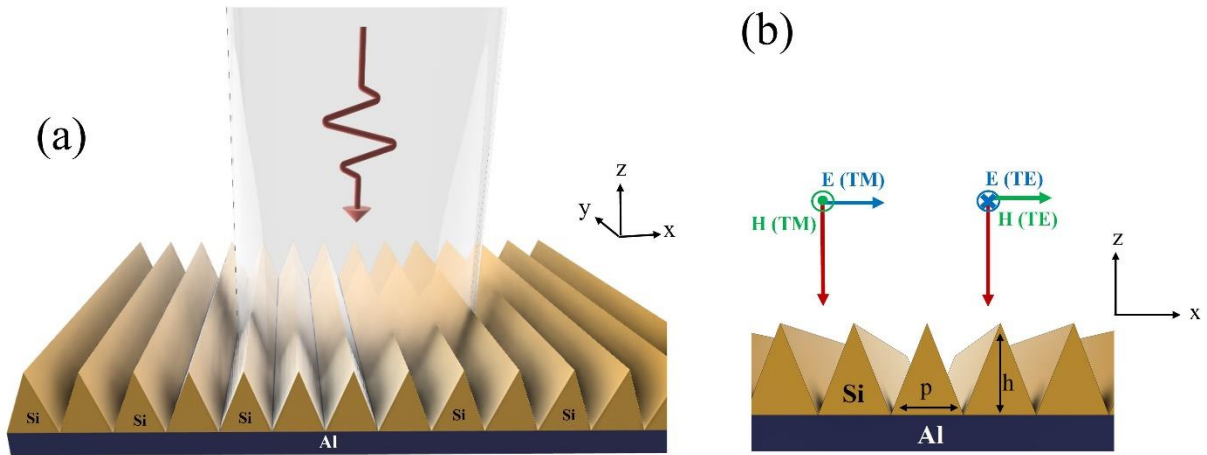 (a)
z
y
x
Si
Si
Si
Si
Si
Al
(b)
E (TM)
H (TM)
E (TE)
H (TE)
z
x
Si
p
h
Al